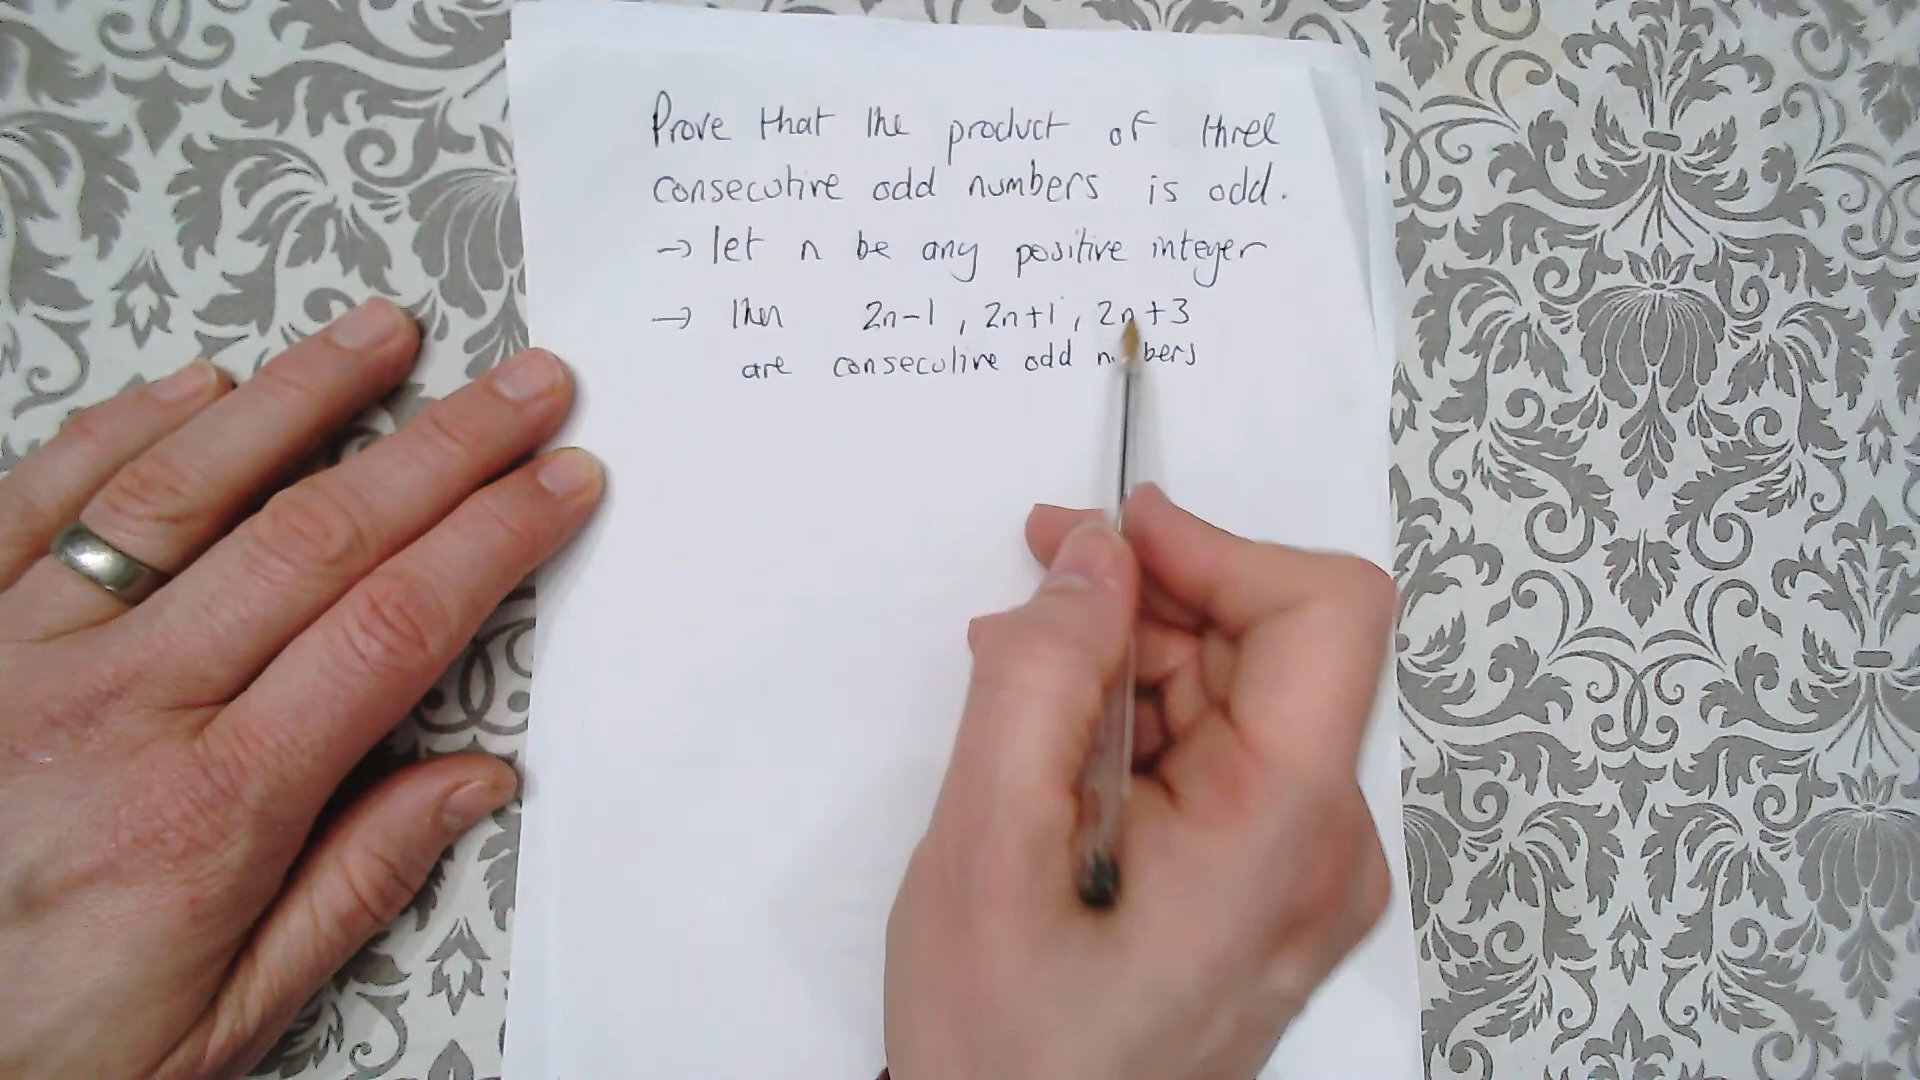 Prove that the product of three
consecutive odd numbers is odd.
→ let n be any positive integer
→ then 2n-1, 2n+1, 2n+3
are consecutive odd numbers